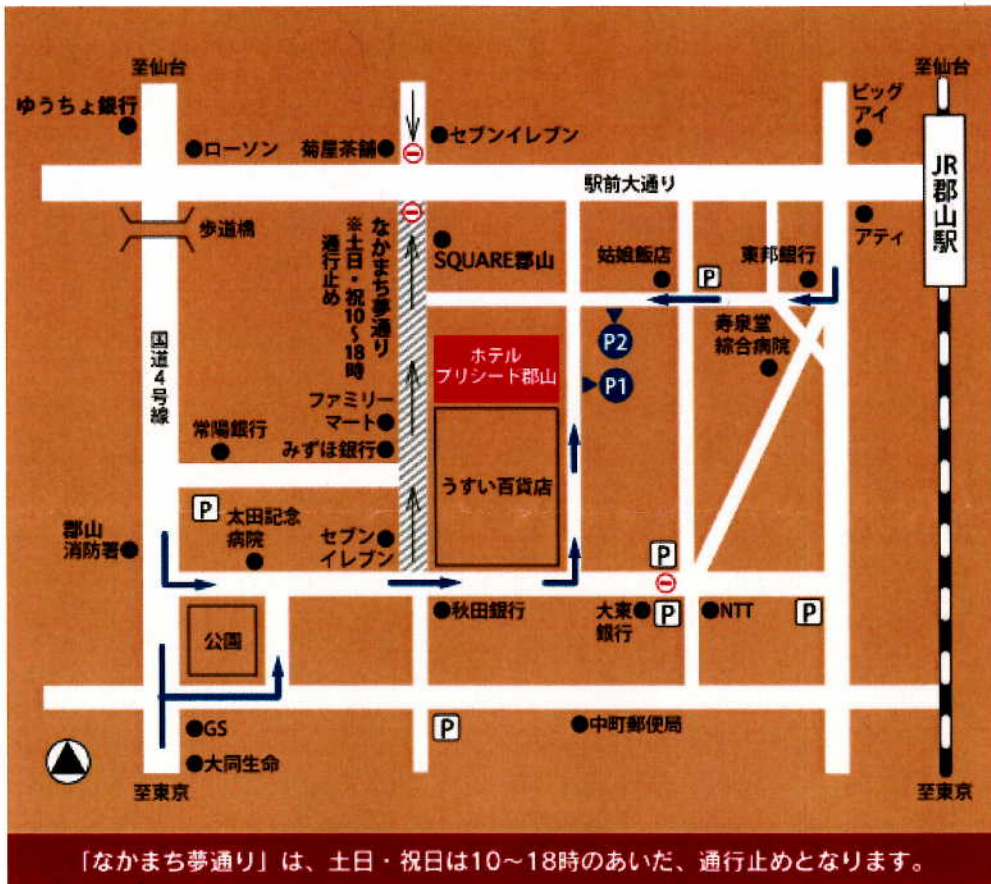 至仙台
至仙台
ゆうちょ銀行
ローソン
菊屋茶舗
セブンイレブン
ビッグ
アイ
JR郡山駅
駅前大通り
歩道橋
なかまち夢通り
※土日・祝10〜18時
通行止め
SQUARE郡山
姑娘飯店
P
東邦銀行
アティ
国道4号線
ホテル
プリシード郡山
P2
P1
寿泉堂
綜合病院
ファミリー
マート
常陽銀行
みずほ銀行
うすい百貨店
P
太田記念
病院
郡山
消防署
セブン
イレブン
P
公園
秋田銀行
大東
銀行
P
NTT
P
GS
P
中町郵便局
大同生命
至東京
至東京
「なかまち夢通り」は、土日・祝日は10〜18時のあいだ、通行止めとなります。